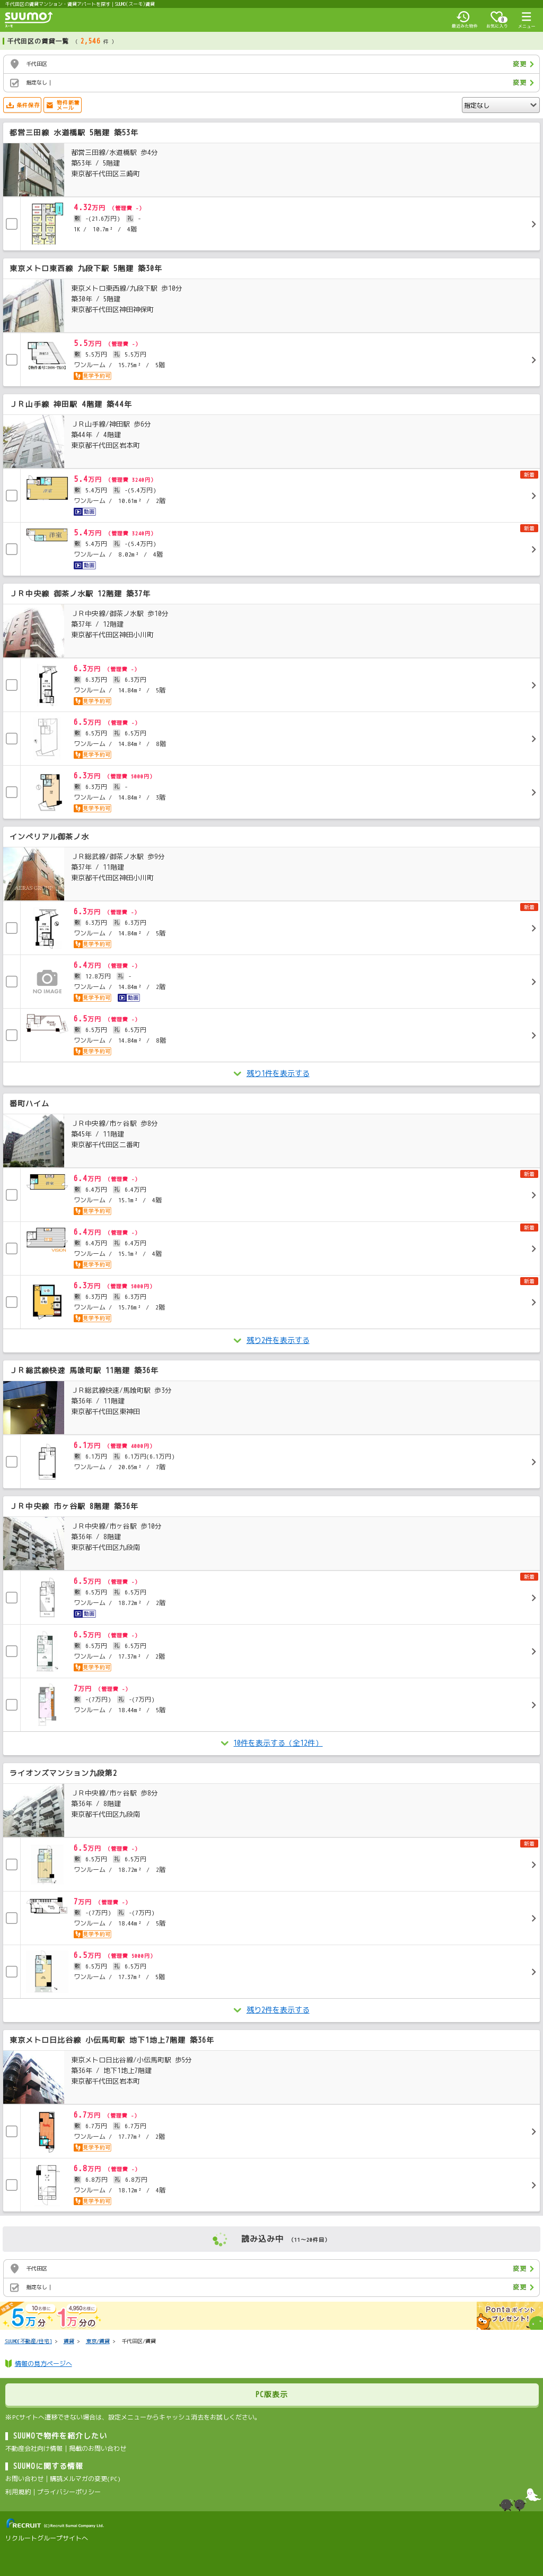 千代田区の賃貸マンション・賃貸アパートを探す｜SUUMO(スーモ)賃貸
SUUMO
スーモ
最近みた物件
お気に入り
メニュー
千代田区の賃貸一覧 （ 2,546 件 ）
千代田区 変更
指定なし｜ 変更
条件保存
物件新着メール
指定なし
都営三田線 水道橋駅 5階建 築53年
都営三田線/水道橋駅 歩4分
築53年 / 5階建
東京都千代田区三崎町
4.32万円 (管理費 -)
敷 -(21.6万円) 礼 -
1K / 10.7m² / 4階
東京メトロ東西線 九段下駅 5階建 築30年
東京メトロ東西線/九段下駅 歩10分
築30年 / 5階建
東京都千代田区神田神保町
5.5万円 (管理費 -)
敷 5.5万円 礼 5.5万円
ワンルーム / 15.75m² / 5階
見学予約可
ＪＲ山手線 神田駅 4階建 築44年
ＪＲ山手線/神田駅 歩6分
築44年 / 4階建
東京都千代田区岩本町
新着
5.4万円 (管理費 3240円)
敷 5.4万円 礼 -(5.4万円)
ワンルーム / 10.61m² / 2階
動画
新着
5.4万円 (管理費 3240円)
敷 5.4万円 礼 -(5.4万円)
ワンルーム / 8.02m² / 4階
動画
ＪＲ中央線 御茶ノ水駅 12階建 築37年
ＪＲ中央線/御茶ノ水駅 歩10分
築37年 / 12階建
東京都千代田区神田小川町
6.3万円 (管理費 -)
敷 6.3万円 礼 6.3万円
ワンルーム / 14.84m² / 5階
見学予約可
6.5万円 (管理費 -)
敷 6.5万円 礼 6.5万円
ワンルーム / 14.84m² / 8階
見学予約可
6.3万円 (管理費 5000円)
敷 6.3万円 礼 -
ワンルーム / 14.84m² / 3階
見学予約可
インペリアル御茶ノ水
ＪＲ総武線/御茶ノ水駅 歩9分
築37年 / 11階建
東京都千代田区神田小川町
新着
6.3万円 (管理費 -)
敷 6.3万円 礼 6.3万円
ワンルーム / 14.84m² / 5階
見学予約可
NO IMAGE
6.4万円 (管理費 -)
敷 12.8万円 礼 -
ワンルーム / 14.84m² / 2階
見学予約可 動画
6.5万円 (管理費 -)
敷 6.5万円 礼 6.5万円
ワンルーム / 14.84m² / 8階
見学予約可
残り1件を表示する
番町ハイム
ＪＲ中央線/市ヶ谷駅 歩8分
築45年 / 11階建
東京都千代田区二番町
新着
6.4万円 (管理費 -)
敷 6.4万円 礼 6.4万円
ワンルーム / 15.1m² / 4階
見学予約可
新着
6.4万円 (管理費 -)
敷 6.4万円 礼 6.4万円
ワンルーム / 15.1m² / 4階
見学予約可
新着
6.3万円 (管理費 5000円)
敷 6.3万円 礼 6.3万円
ワンルーム / 15.76m² / 2階
見学予約可
残り2件を表示する
ＪＲ総武線快速 馬喰町駅 11階建 築36年
ＪＲ総武線快速/馬喰町駅 歩3分
築36年 / 11階建
東京都千代田区東神田
6.1万円 (管理費 4000円)
敷 6.1万円 礼 6.1万円(6.1万円)
ワンルーム / 20.05m² / 7階
ＪＲ中央線 市ヶ谷駅 8階建 築36年
ＪＲ中央線/市ヶ谷駅 歩10分
築36年 / 8階建
東京都千代田区九段南
新着
6.5万円 (管理費 -)
敷 6.5万円 礼 6.5万円
ワンルーム / 18.72m² / 2階
動画
6.5万円 (管理費 -)
敷 6.5万円 礼 6.5万円
ワンルーム / 17.37m² / 2階
見学予約可
7万円 (管理費 -)
敷 -(7万円) 礼 -(7万円)
ワンルーム / 18.44m² / 5階
10件を表示する（全12件）
ライオンズマンション九段第2
ＪＲ中央線/市ヶ谷駅 歩8分
築36年 / 8階建
東京都千代田区九段南
新着
6.5万円 (管理費 -)
敷 6.5万円 礼 6.5万円
ワンルーム / 18.72m² / 2階
7万円 (管理費 -)
敷 -(7万円) 礼 -(7万円)
ワンルーム / 18.44m² / 5階
見学予約可
6.5万円 (管理費 5000円)
敷 6.5万円 礼 6.5万円
ワンルーム / 17.37m² / 5階
残り2件を表示する
東京メトロ日比谷線 小伝馬町駅 地下1地上7階建 築36年
東京メトロ日比谷線/小伝馬町駅 歩5分
築36年 / 地下1地上7階建
東京都千代田区岩本町
6.7万円 (管理費 -)
敷 6.7万円 礼 6.7万円
ワンルーム / 17.77m² / 2階
見学予約可
6.8万円 (管理費 -)
敷 6.8万円 礼 6.8万円
ワンルーム / 18.12m² / 4階
見学予約可
読み込み中 (11～20件目)
千代田区 変更
指定なし｜ 変更
10名様に 5万分
4,950名様に 1万分の
Pontaポイントプレゼント!
SUUMO[不動産/住宅] > 賃貸 > 東京/賃貸 > 千代田区/賃貸
情報の見方ページへ
PC版表示
※PCサイトへ遷移できない場合は、設定メニューからキャッシュ消去をお試しください。
SUUMOで物件を紹介したい
不動産会社向け情報｜掲載のお問い合わせ
SUUMOに関する情報
お問い合わせ｜購読メルマガの変更(PC)
利用規約｜プライバシーポリシー
RECRUIT (C)Recruit Sumai Company Ltd.
リクルートグループサイトへ